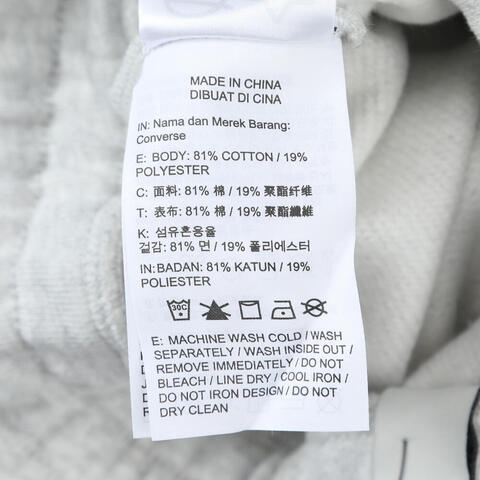 MADE IN CHINA
DIBUAT DI CINA
IN: Nama dan Merek Barang:
Converse
E: BODY: 81% COTTON / 19%
POLYESTER
C: 面料: 81% 棉 / 19% 聚酯纤维
T: 表布: 81% 棉 / 19% 聚酯纖維
K: 섬유혼용율
겉감: 81% 면 / 19% 폴리에스터
IN: BADAN: 81% KATUN / 19%
POLIESTER
30C
E: MACHINE WASH COLD / WASH
SEPARATELY / WASH INSIDE OUT /
REMOVE IMMEDIATELY / DO NOT
BLEACH / LINE DRY / COOL IRON /
DO NOT IRON DESIGN / DO NOT
DRY CLEAN